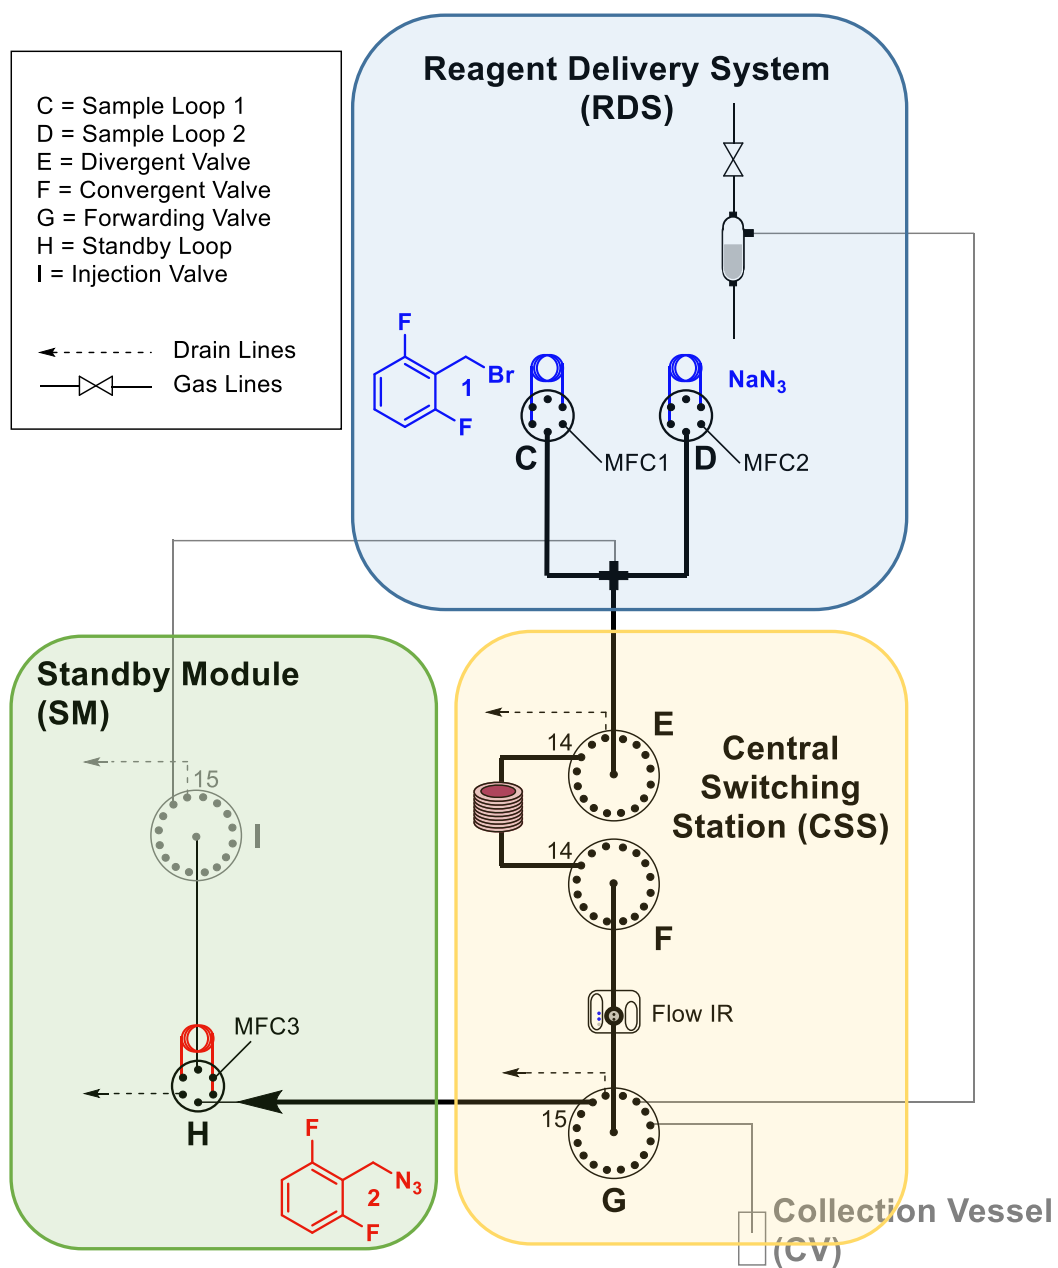 Reagent Delivery System
(RDS)
C = Sample Loop 1
D = Sample Loop 2
E = Divergent Valve
F = Convergent Valve
G = Forwarding Valve
H = Standby Loop
I = Injection Valve
Drain Lines
Gas Lines
F
Br
1
F
NaN3
C
MFC1
D
MFC2
Standby Module
(SM)
E
14
Central
Switching
Station (CSS)
15
I
14
F
Flow IR
MFC3
H
15
G
F
N3
2
F
Collection Vessel
(CV)